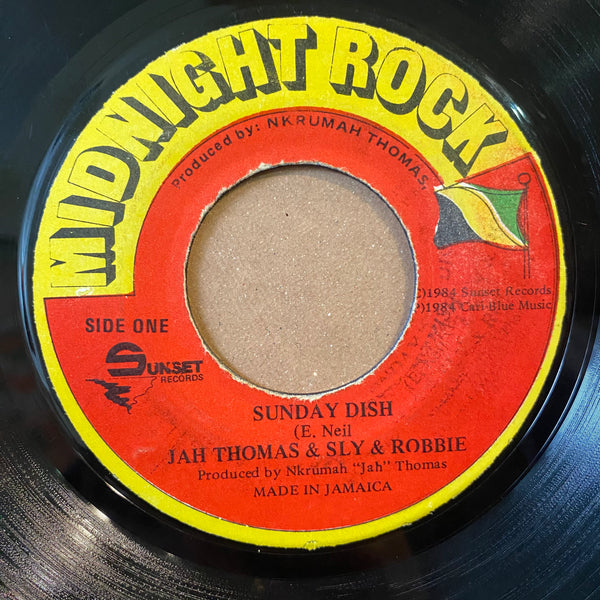 MIDNIGHT ROCK
Produced by: NKRUMAH THOMAS,
C)1984 Sunset Records
P)1984 Cari-Blue Music
SIDE ONE
SUNSET
RECORDS
SUNDAY DISH
(E. Neil
JAH THOMAS & SLY & ROBBIE
Produced by Nkrumah "Jah" Thomas
MADE IN JAMAICA